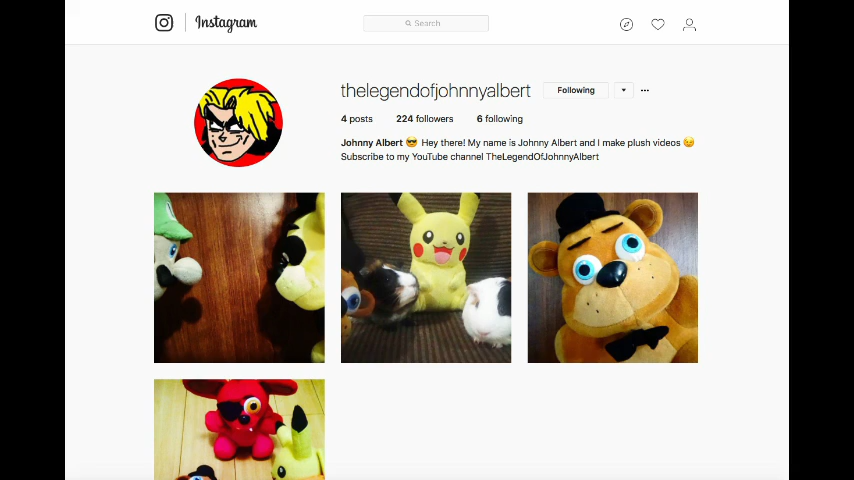 Instagram
Search
thelegendofjohnnyalbert Following
4 posts 224 followers 6 following
Johnny Albert 😎 Hey there! My name is Johnny Albert and I make plush videos 😉
Subscribe to my YouTube channel TheLegendOfJohnnyAlbert